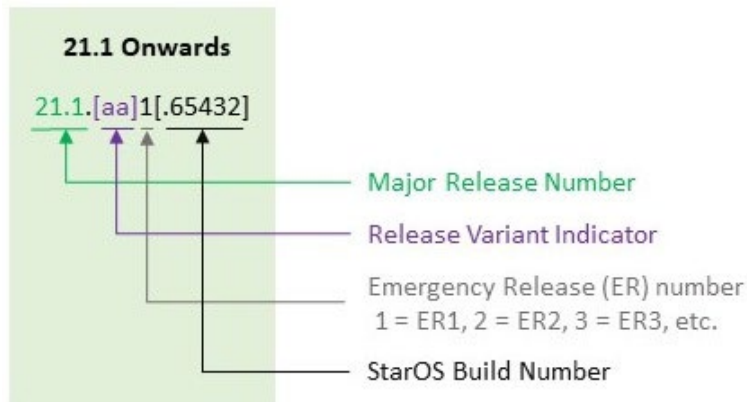 21.1 Onwards
21.1.[aa]1[.65432]
Major Release Number
Release Variant Indicator
Emergency Release (ER) number
1 = ER1, 2 = ER2, 3 = ER3, etc.
StarOS Build Number